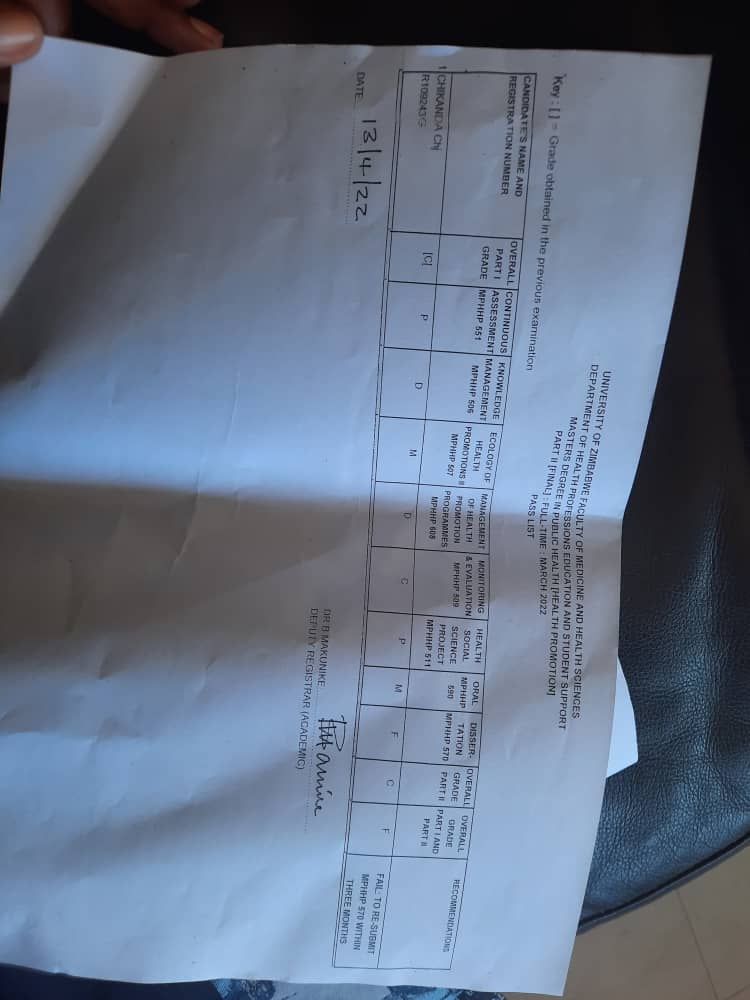 UNIVERSITY OF ZIMBABWE FACULTY OF MEDICINE AND HEALTH SCIENCES
DEPARTMENT OF HEALTH PROFESSIONS EDUCATION AND STUDENT SUPPORT
MASTERS DEGREE IN PUBLIC HEALTH [HEALTH PROMOTION]
PART II [FINAL] : FULL-TIME : MARCH 2022
PASS LIST
Key : [ ] = Grade obtained in the previous examination
CANDIDATE'S NAME AND
REGISTRATION NUMBER
OVERALL
PART I
GRADE
CONTINUOUS
ASSESSMENT
MPHHP 551
KNOWLEDGE
MANAGEMENT
MPHHP 506
ECOLOGY OF
HEALTH
PROMOTIONS II
MPHHP 507
MANAGEMENT
OF HEALTH
PROMOTION
PROGRAMMES
MPHHP 508
MONITORING
& EVALUATION
MPHHP 509
HEALTH
SOCIAL
SCIENCE
PROJECT
MPHHP 511
ORAL
MPHHP
590
DISSER-
TATION
MPHHP 570
OVERALL
GRADE
PART II
OVERALL
GRADE
PART I AND
PART II
RECOMMENDATIONS
1 CHIKANDA
R109243G
[C]
P
D
M
D
C
P
M
F
C
F
FAIL: TO RE-SUBMIT
MPHHP 570 WITHIN
THREE MONTHS
DATE: 13/4/22
DR B MAKUNIKE
DEPUTY REGISTRAR (ACADEMIC)